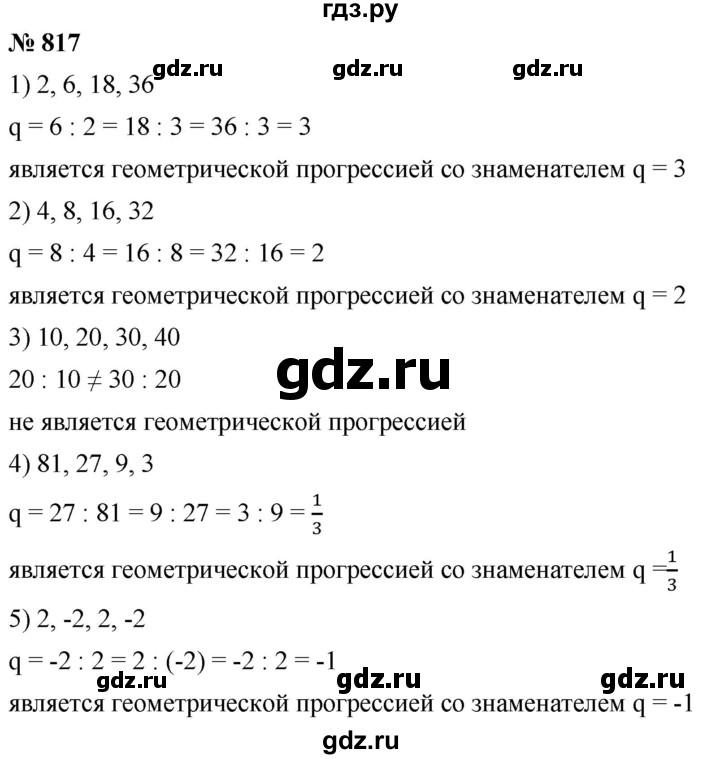 гдз.ру
№ 817
gdz.ru gdz.ru gdz.ru
1) 2, 6, 18, 36
q = 6 : 2 = 18 : 3 = 36 : 3 = 3
является геометрической прогрессией со знаменателем q = 3
2) 4, 8, 16, 32
q = 8 : 4 = 16 : 8 = 32 : 16 = 2
является геометрической прогрессией со знаменателем q = 2
3) 10, 20, 30, 40
gdz.ru
20 : 10 ≠ 30 : 20
не является геометрической прогрессией
4) 81, 27, 9, 3
q = 27 : 81 = 9 : 27 = 3 : 9 = 1/3
является геометрической прогрессией со знаменателем q = 1/3
5) 2, -2, 2, -2
q = -2 : 2 = 2 : (-2) = -2 : 2 = -1
gdz.ru gdz.ru gdz.ru
является геометрической прогрессией со знаменателем q = -1
gdz.ru